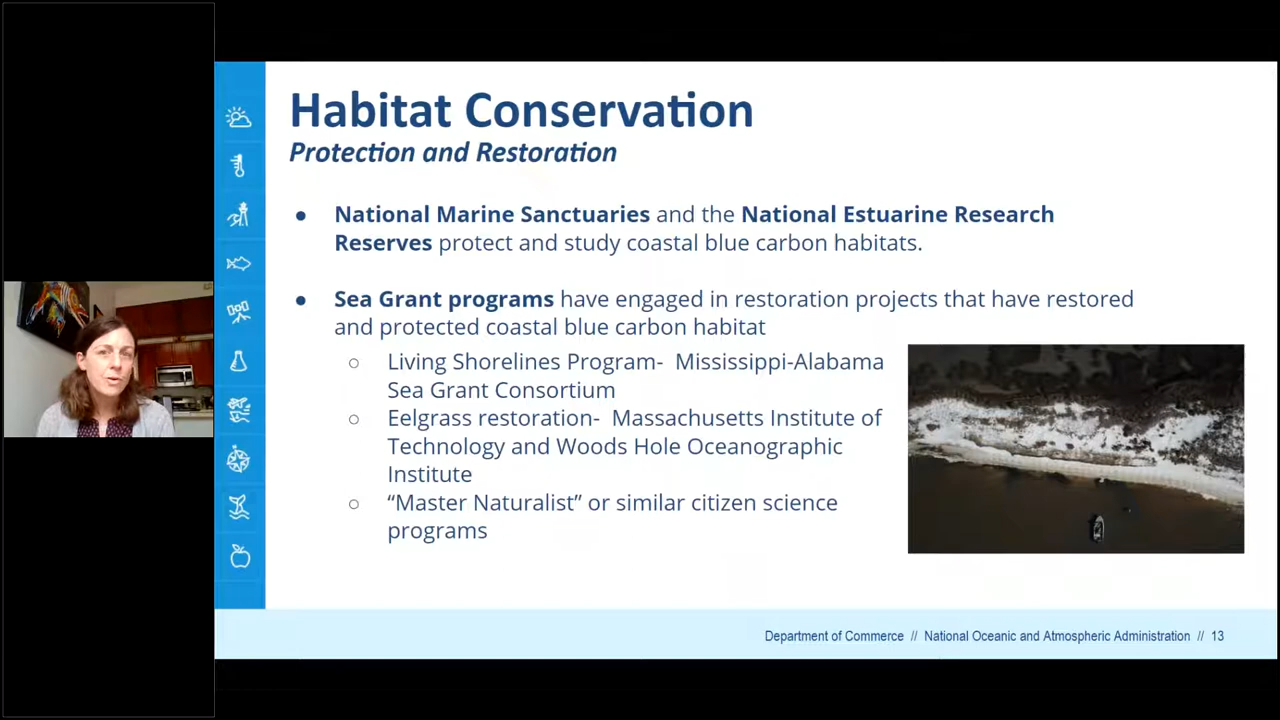 Habitat Conservation
Protection and Restoration
● National Marine Sanctuaries and the National Estuarine Research
Reserves protect and study coastal blue carbon habitats.
● Sea Grant programs have engaged in restoration projects that have restored
and protected coastal blue carbon habitat
○ Living Shorelines Program- Mississippi-Alabama
Sea Grant Consortium
○ Eelgrass restoration- Massachusetts Institute of
Technology and Woods Hole Oceanographic
Institute
○ “Master Naturalist” or similar citizen science
programs
Department of Commerce // National Oceanic and Atmospheric Administration // 13